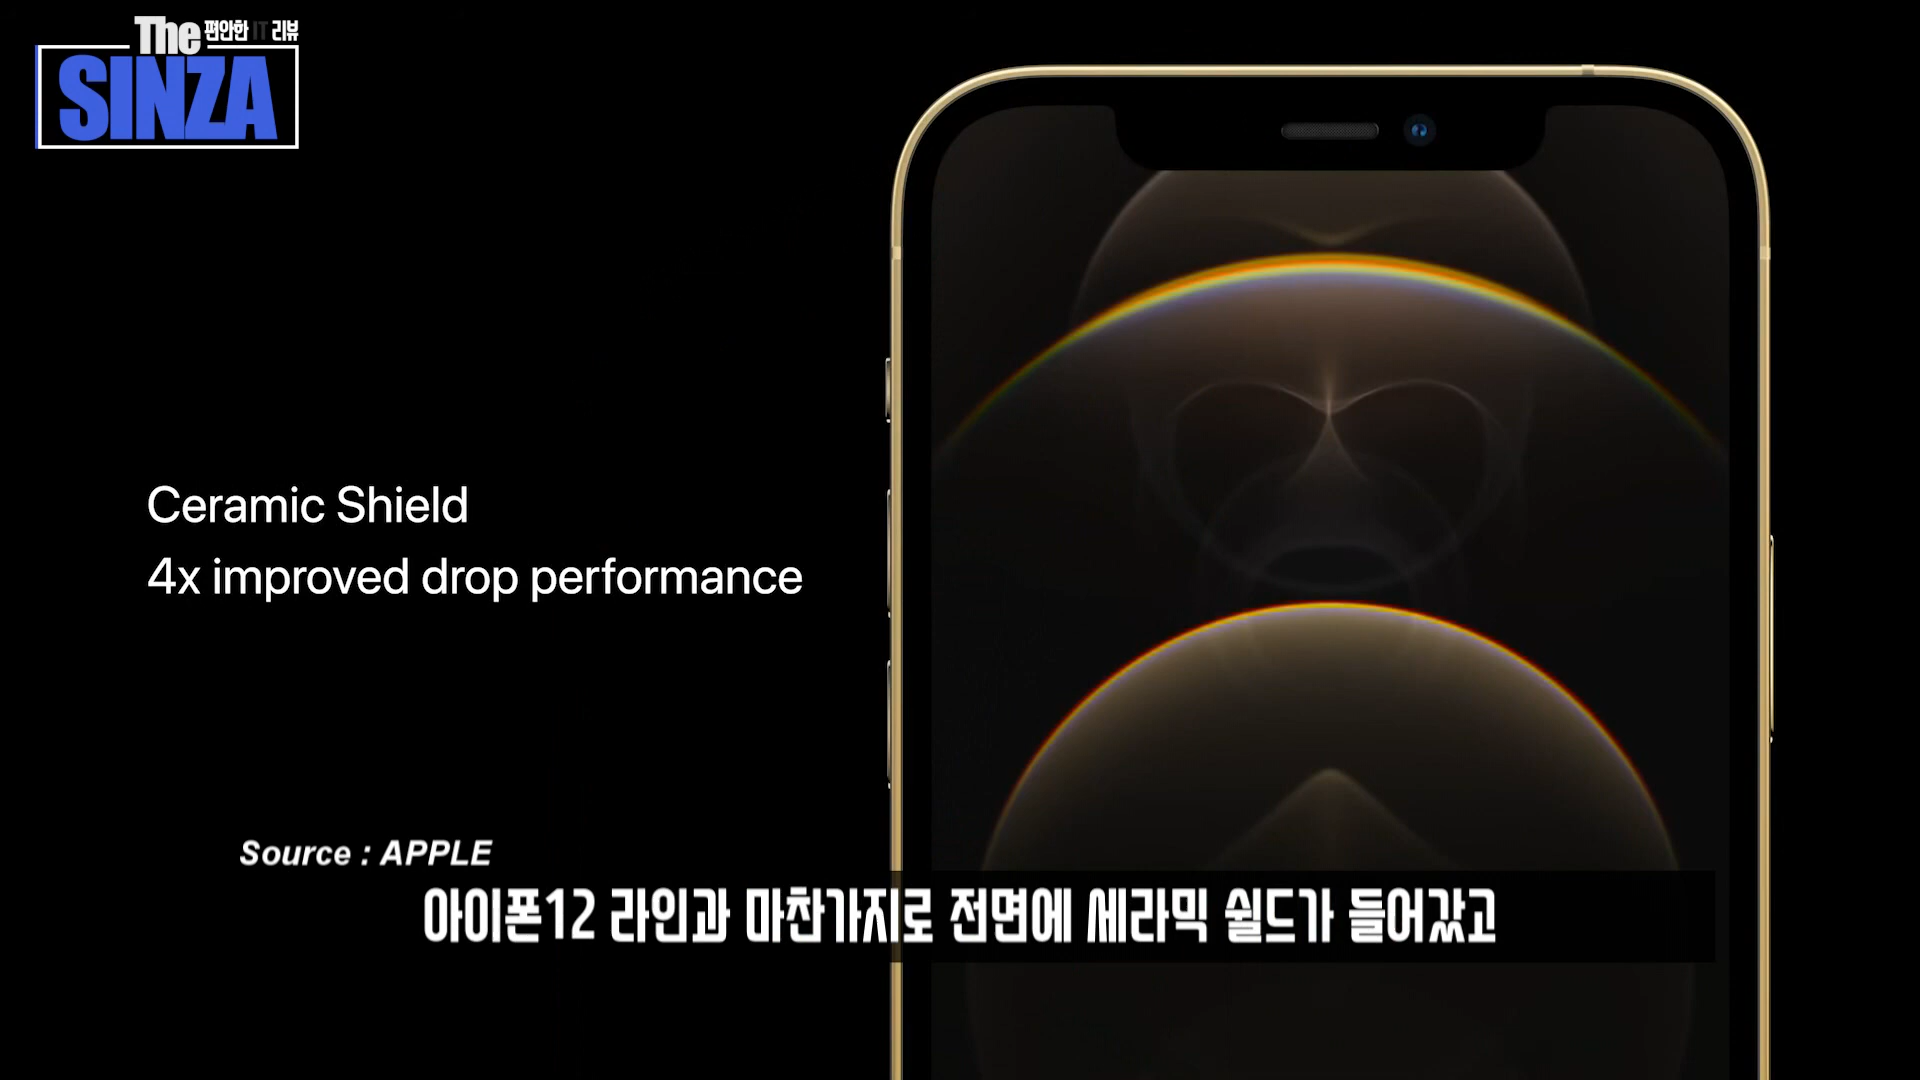 The 편안한 IT 리뷰
SINZA
Ceramic Shield
4x improved drop performance
Source : APPLE
아이폰12 라인과 마찬가지로 전면에 세라믹 쉴드가 들어갔고